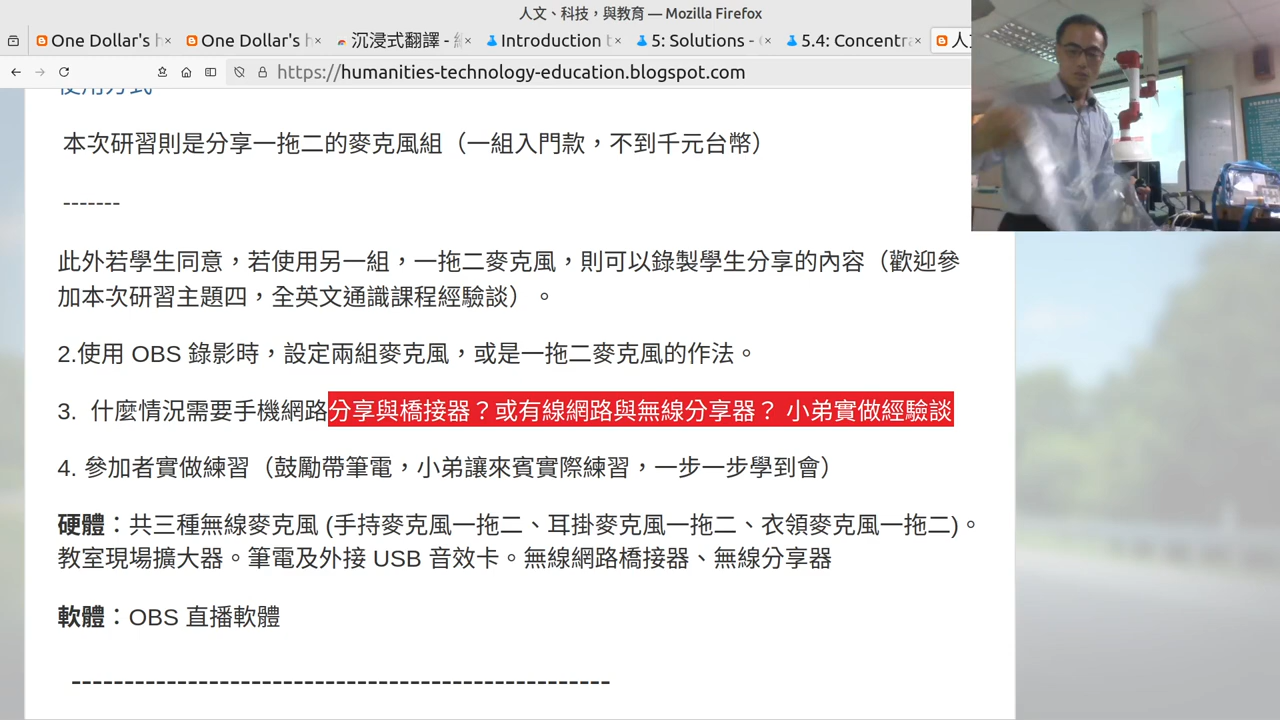 人文、科技，與教育 — Mozilla Firefox
One Dollar's h
One Dollar's h
沉浸式翻譯 -
Introduction t
5: Solutions -
5.4: Concentra
人
https://humanities-technology-education.blogspot.com
使用方式
本次研習則是分享一拖二的麥克風組（一組入門款，不到千元台幣）
-------
此外若學生同意，若使用另一組，一拖二麥克風，則可以錄製學生分享的內容（歡迎參
加本次研習主題四，全英文通識課程經驗談）。
2.使用 OBS 錄影時，設定兩組麥克風，或是一拖二麥克風的作法。
3. 什麼情況需要手機網路分享與橋接器？或有線網路與無線分享器？ 小弟實做經驗談
4. 參加者實做練習（鼓勵帶筆電，小弟讓來賓實際練習，一步一步學到會）
硬體：共三種無線麥克風 (手持麥克風一拖二、耳掛麥克風一拖二、衣領麥克風一拖二)。
教室現場擴大器。筆電及外接 USB 音效卡。無線網路橋接器、無線分享器
軟體：OBS 直播軟體
---------------------------------------------------